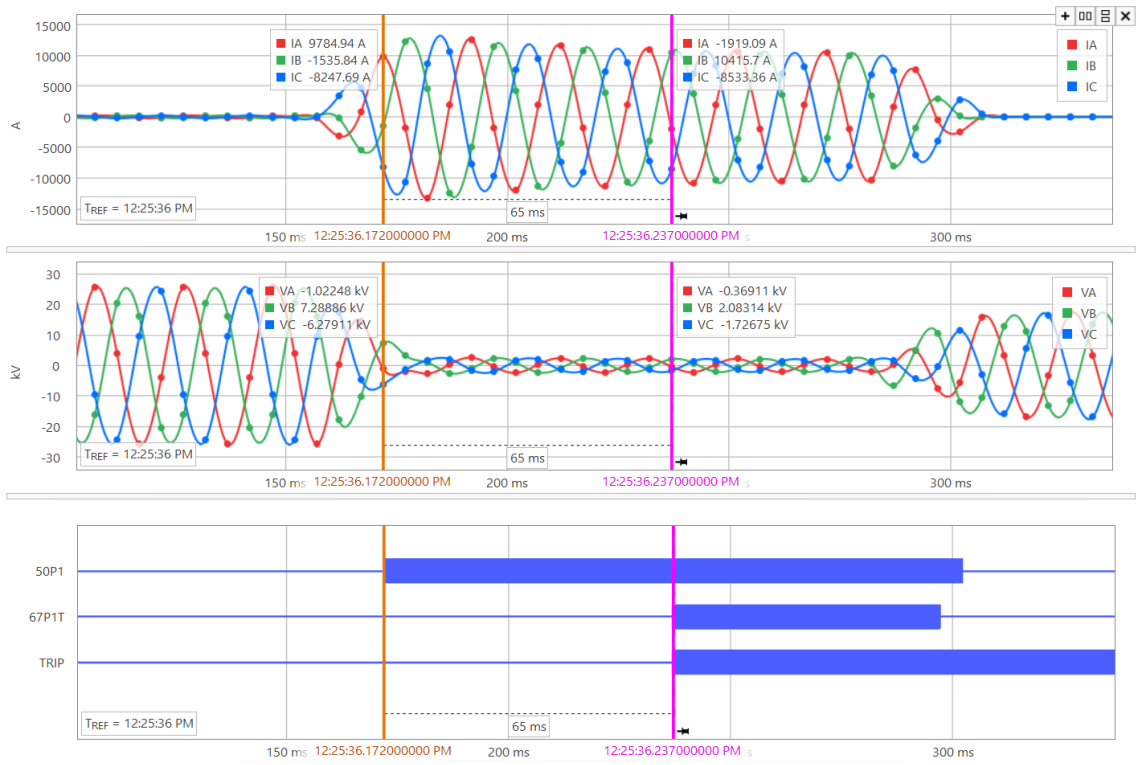 15000
10000
5000
0
-5000
-10000
-15000
A
IA 9784.94 A
IB -1535.84 A
IC -8247.69 A
IA -1919.09 A
IB 10415.7 A
IC -8533.36 A
IA
IB
IC
TREF = 12:25:36 PM
65 ms
150 ms
12:25:36.172000000 PM
200 ms
12:25:36.237000000 PM
s
300 ms
30
20
10
0
-10
-20
-30
kV
VA -1.02248 kV
VB 7.28886 kV
VC -6.27911 kV
VA -0.36911 kV
VB 2.08314 kV
VC -1.72675 kV
VA
VB
VC
TREF = 12:25:36 PM
65 ms
150 ms
12:25:36.172000000 PM
200 ms
12:25:36.237000000 PM
s
300 ms
50P1
67P1T
TRIP
TREF = 12:25:36 PM
65 ms
150 ms
12:25:36.172000000 PM
200 ms
12:25:36.237000000 PM
s
300 ms